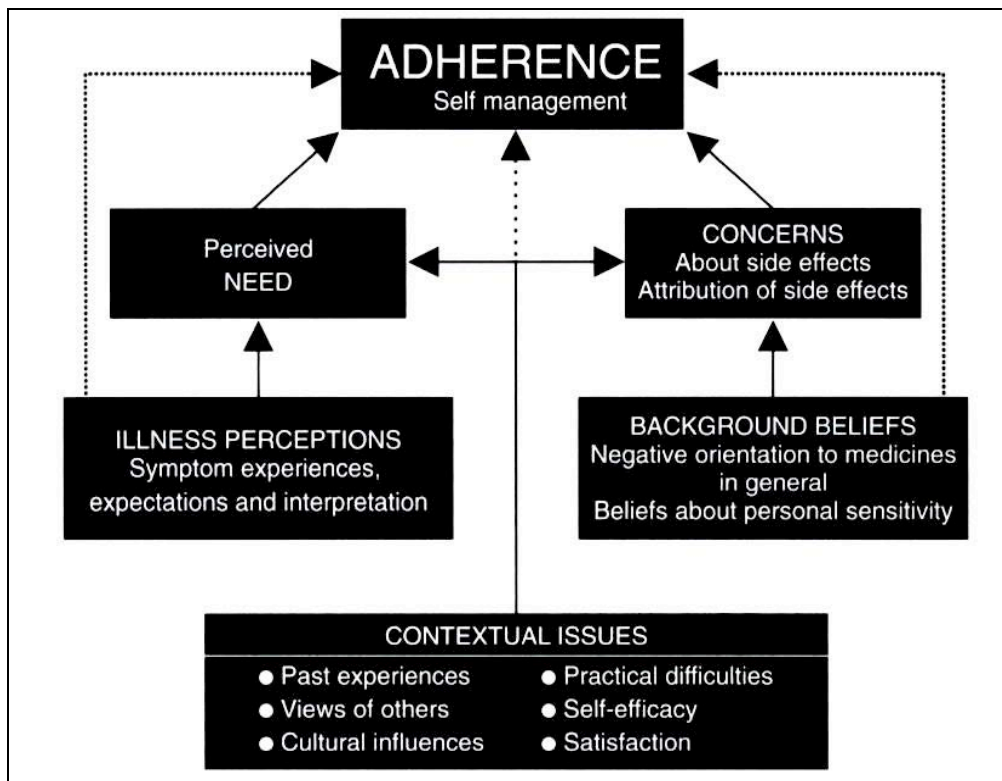 ADHERENCE
Self management
Perceived
NEED
CONCERNS
About side effects
Attribution of side effects
ILLNESS PERCEPTIONS
Symptom experiences,
expectations and interpretation
BACKGROUND BELIEFS
Negative orientation to medicines
in general
Beliefs about personal sensitivity
CONTEXTUAL ISSUES
● Past experiences
● Views of others
● Cultural influences
● Practical difficulties
● Self-efficacy
● Satisfaction